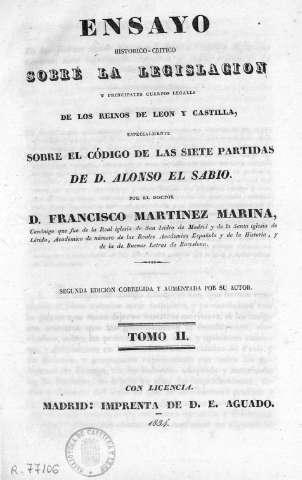 ENSAYO
HISTORICO-CRITICO
SOBRE LA LEGISLACION
Y PRINCIPALES CUERPOS LEGALES
DE LOS REINOS DE LEON Y CASTILLA,
ESPECIALMENTE
SOBRE EL CÓDIGO DE LAS SIETE PARTIDAS
DE D. ALONSO EL SABIO.
POR EL DOCTOR
D. FRANCISCO MARTINEZ MARINA,
Canónigo que fue de la Real iglesia de San Isidro de Madrid y de la Santa iglesia de
Lérida, Académico de número de las Reales Academias Española y de la Historia, y
de la de Buenas Letras de Barcelona.
SEGUNDA EDICION CORREGIDA Y AUMENTADA POR SU AUTOR.
TOMO II.
CON LICENCIA.
MADRID: IMPRENTA DE D. E. AGUADO.
1834.
R. 77106